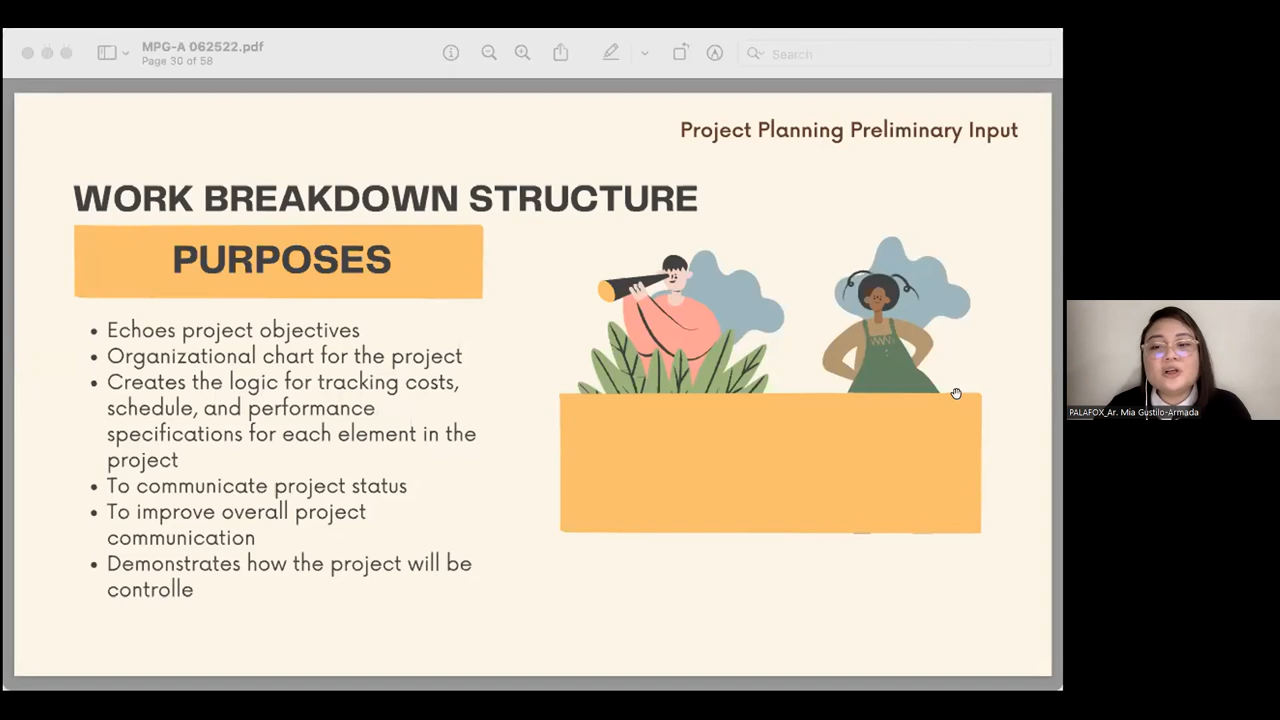 MPG-A 062522.pdf
Page 30 of 58
Search
Project Planning Preliminary Input
WORK BREAKDOWN STRUCTURE
PURPOSES
• Echoes project objectives
• Organizational chart for the project
• Creates the logic for tracking costs,
schedule, and performance
specifications for each element in the
project
• To communicate project status
• To improve overall project
communication
• Demonstrates how the project will be
controlle
PALAFOX_Ar. Mia Gustilo-Armada